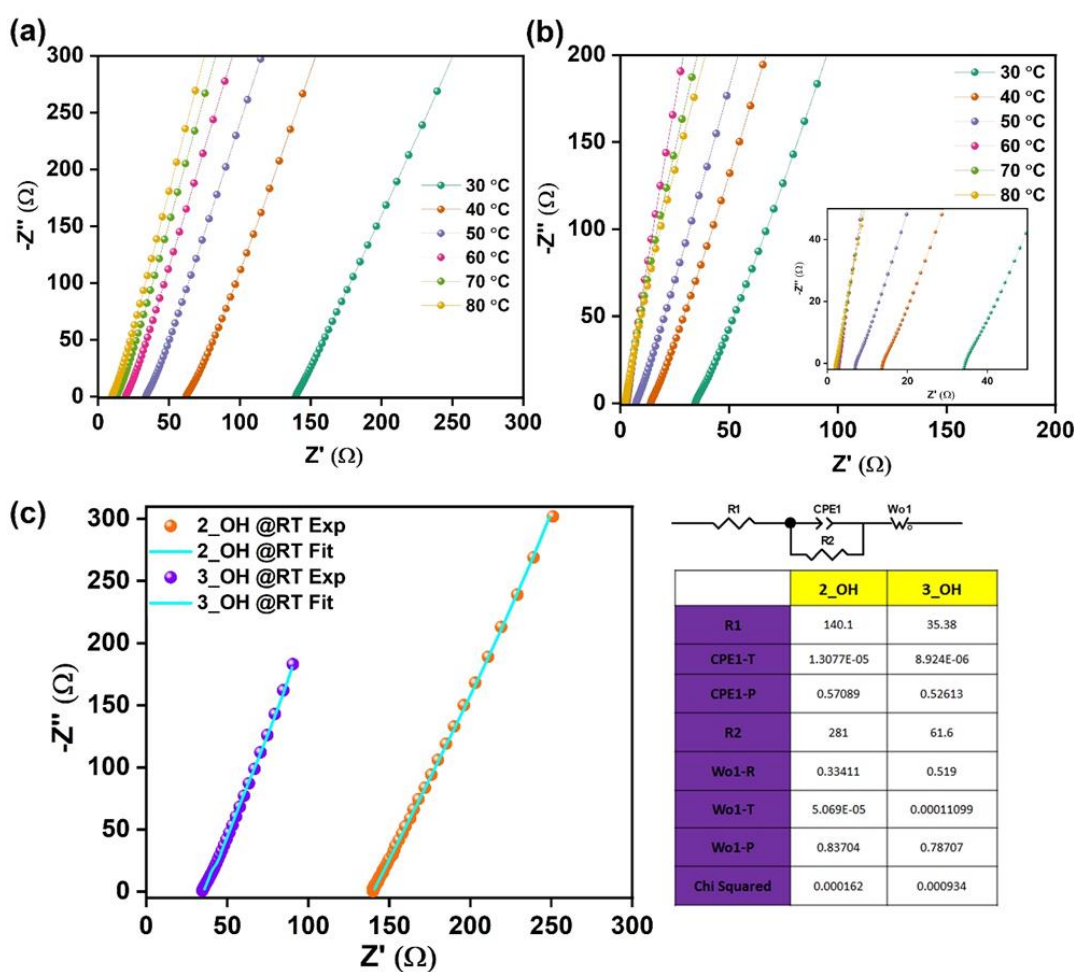 (a)
300
250
200
150
100
50
0
-Z'' (Ω)
0 50 100 150 200 250 300
Z' (Ω)
30 °C
40 °C
50 °C
60 °C
70 °C
80 °C
(b)
200
150
100
50
0
-Z'' (Ω)
0 50 100 150 200
Z' (Ω)
30 °C
40 °C
50 °C
60 °C
70 °C
80 °C
40
20
0
-Z'' (Ω)
0 20 40
Z' (Ω)
(c)
300
250
200
150
100
50
0
-Z'' (Ω)
0 50 100 150 200 250 300
Z' (Ω)
2_OH @RT Exp
2_OH @RT Fit
3_OH @RT Exp
3_OH @RT Fit
R1 CPE1 Wo1
R2
2_OH 3_OH
R1 140.1 35.38
CPE1-T 1.3077E-05 8.924E-06
CPE1-P 0.57089 0.52613
R2 281 61.6
Wo1-R 0.33411 0.519
Wo1-T 5.069E-05 0.00011099
Wo1-P 0.83704 0.78707
Chi Squared 0.000162 0.000934